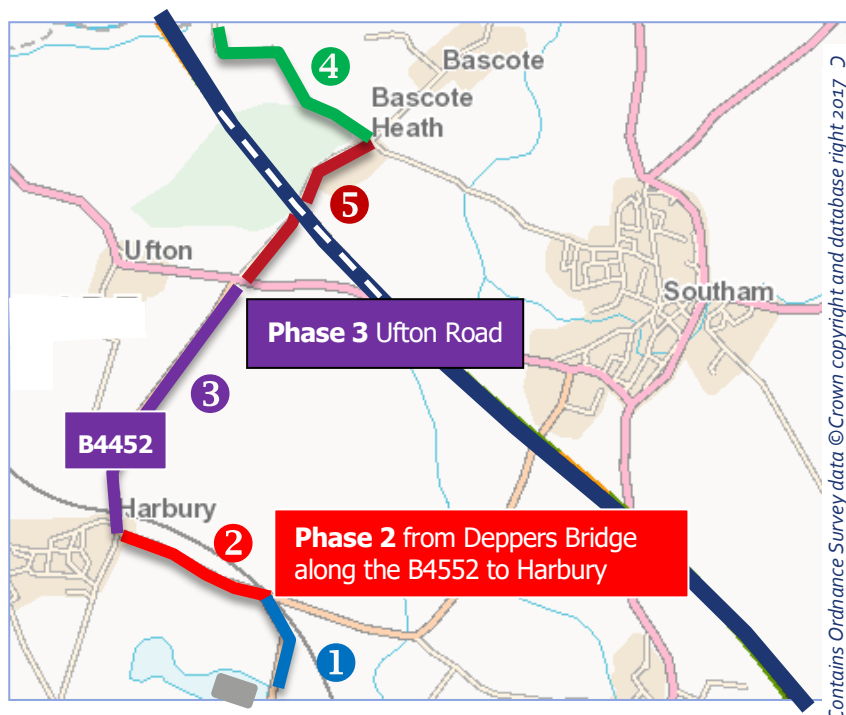 4
Bascote
Bascote
Heath
5
Ufton
Southam
Phase 3 Ufton Road
3
B4452
Harbury
2
Phase 2 from Deppers Bridge
along the B4552 to Harbury
1
Contains Ordnance Survey data ©Crown copyright and database right 2017